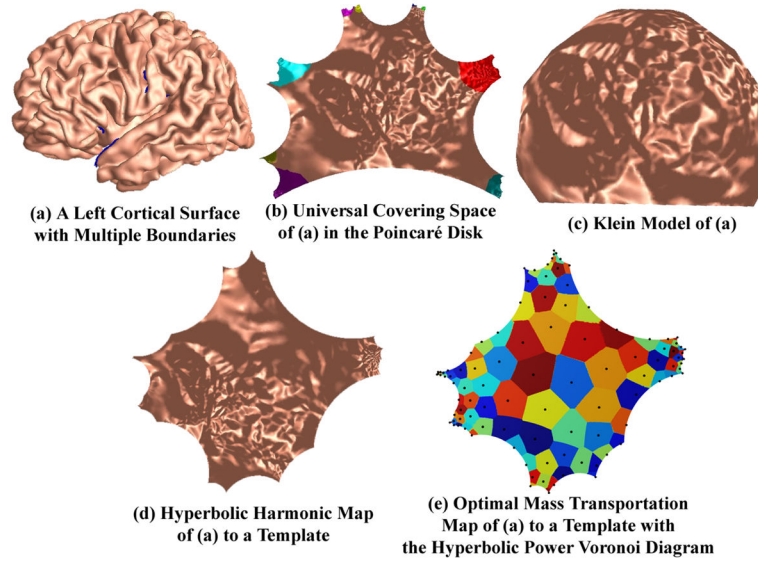 (a) A Left Cortical Surface
with Multiple Boundaries
(b) Universal Covering Space
of (a) in the Poincaré Disk
(c) Klein Model of (a)
(d) Hyperbolic Harmonic Map
of (a) to a Template
(e) Optimal Mass Transportation
Map of (a) to a Template with
the Hyperbolic Power Voronoi Diagram